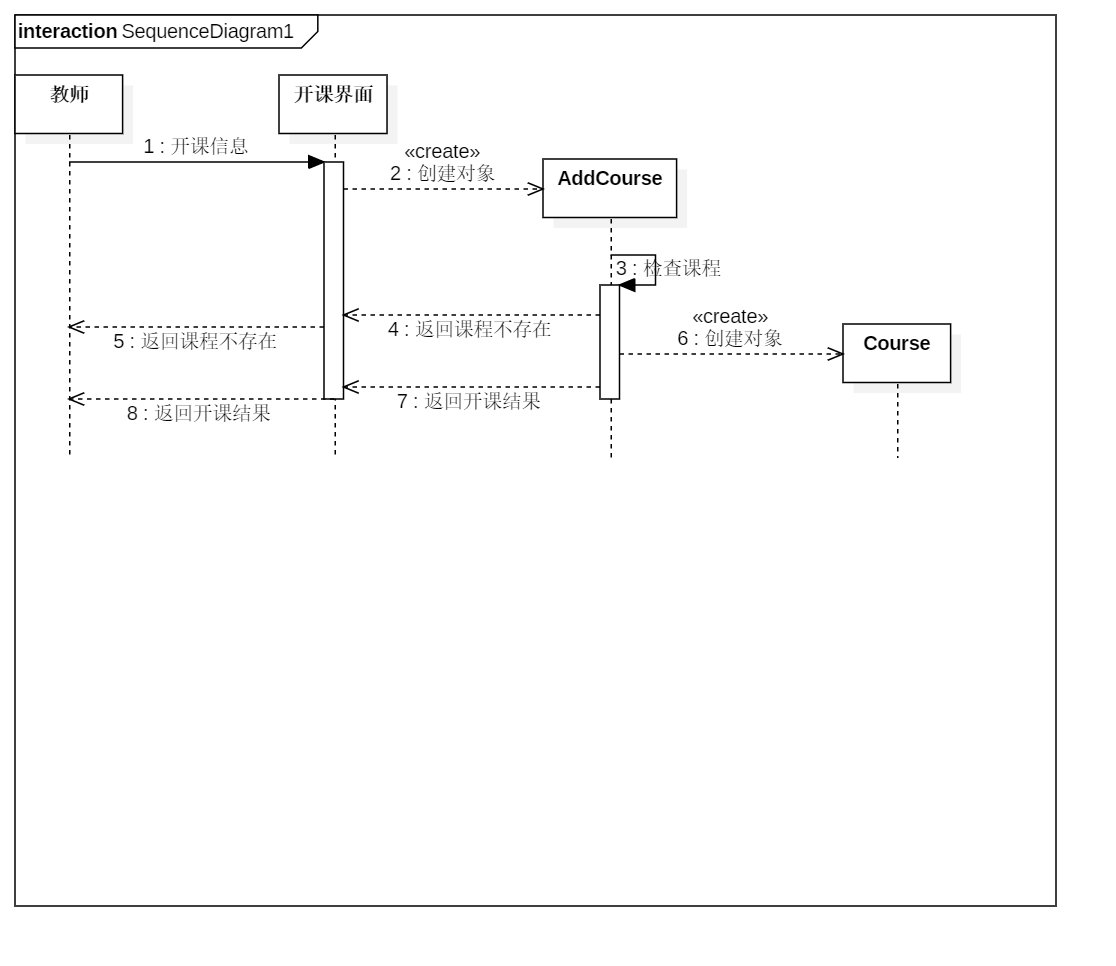 interaction SequenceDiagram1
教师
开课界面
1 : 开课信息
«create»
2 : 创建对象
AddCourse
3 : 检查课程
4 : 返回课程不存在
5 : 返回课程不存在
«create»
6 : 创建对象
Course
7 : 返回开课结果
8 : 返回开课结果